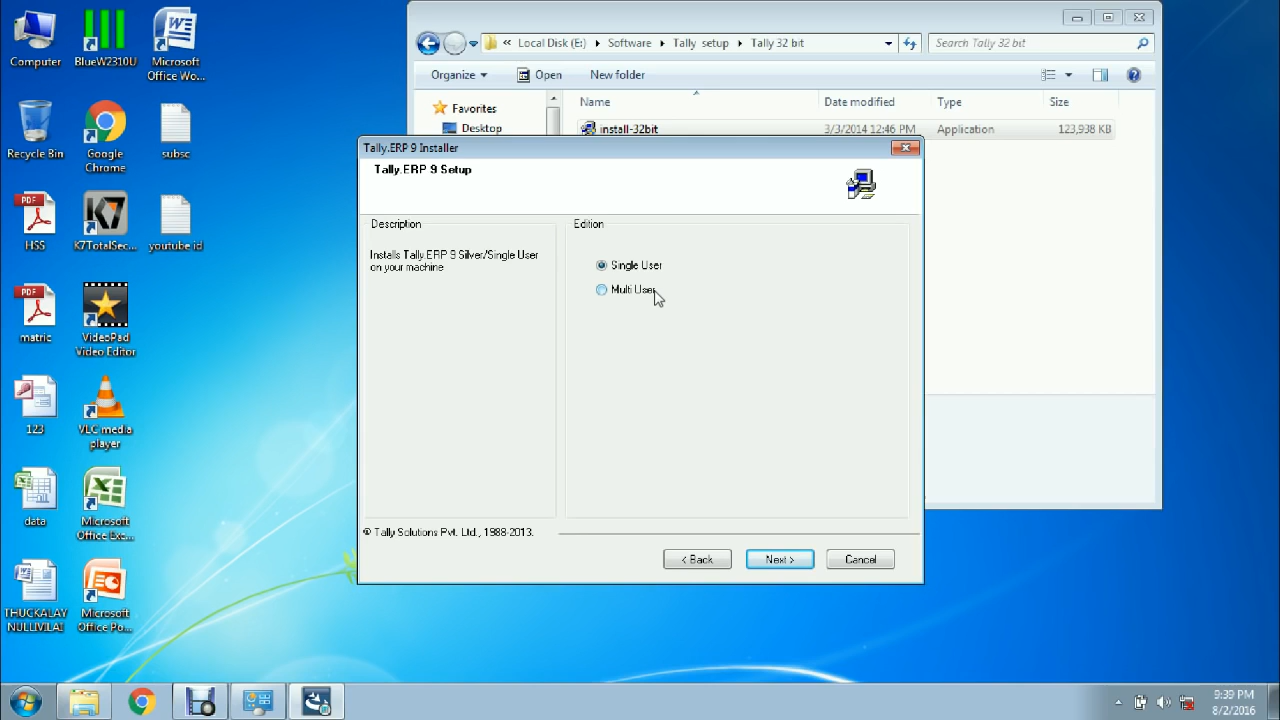 Computer
BlueW2310U
Microsoft
Office Wo...
Recycle Bin
Google
Chrome
subsc
HSS
K7TotalSec...
youtube id
matric
VideoPad
Video Editor
123
VLC media
player
data
Microsoft
Office Exc...
THUCKALAY
NULLIVILAI
Microsoft
Office Po...
« Local Disk (E:) Software Tally setup Tally 32 bit
Search Tally 32 bit
Organize Open New folder
Favorites
Desktop
Name Date modified Type Size
install-32bit 3/3/2014 12:46 PM Application 123,938 KB
Tally.ERP 9 Installer
Tally.ERP 9 Setup
Description
Installs Tally.ERP 9 Silver/Single User
on your machine
Edition
Single User
Multi User
© Tally Solutions Pvt. Ltd., 1988-2013.
< Back Next > Cancel
9:39 PM
8/2/2016